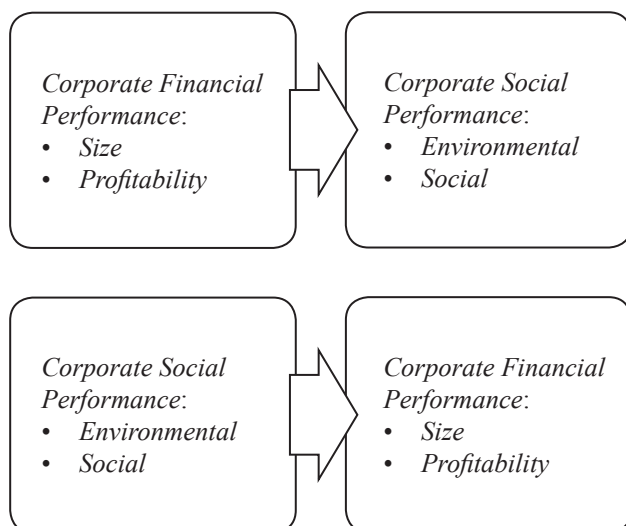 Corporate Financial
Performance:
• Size
• Profitability
Corporate Social
Performance:
• Environmental
• Social
Corporate Social
Performance:
• Environmental
• Social
Corporate Financial
Performance:
• Size
• Profitability